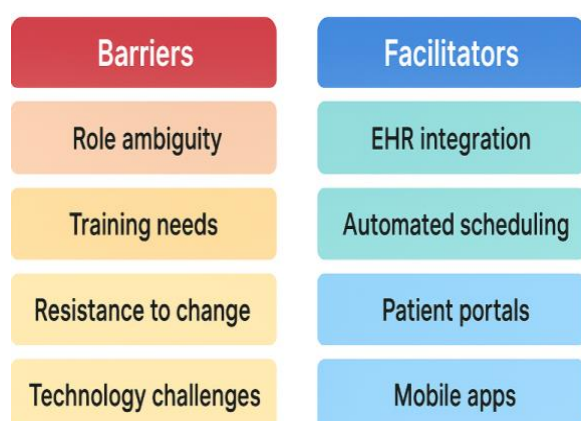 Barriers
Facilitators
Role ambiguity
EHR integration
Training needs
Automated scheduling
Resistance to change
Patient portals
Technology challenges
Mobile apps